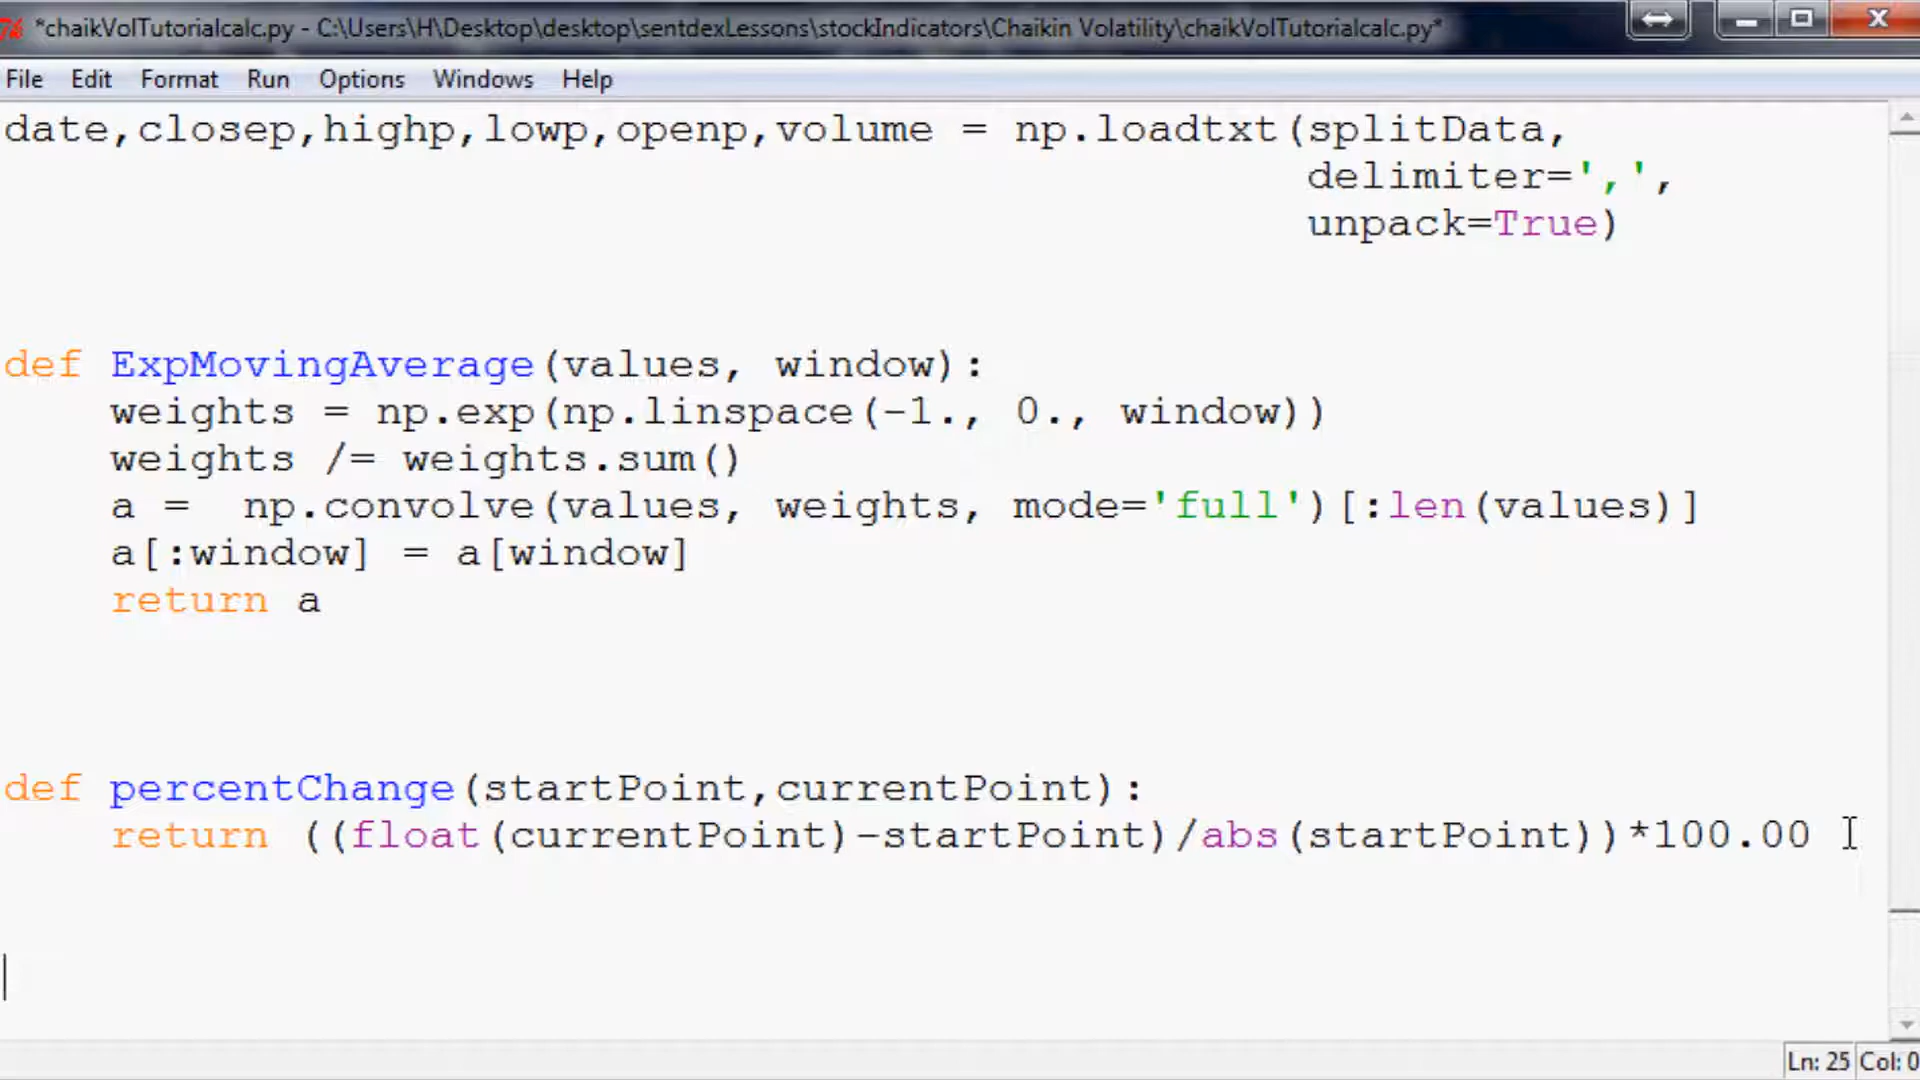 *chaikVolTutorialcalc.py - C:\Users\H\Desktop\desktop\sentdexLessons\stockIndicators\Chaikin Volatility\chaikVolTutorialcalc.py*
File Edit Format Run Options Windows Help
date,closep,highp,lowp,openp,volume = np.loadtxt(splitData,
delimiter=',',
unpack=True)
def ExpMovingAverage(values, window):
weights = np.exp(np.linspace(-1., 0., window))
weights /= weights.sum()
a =  np.convolve(values, weights, mode='full')[:len(values)]
a[:window] = a[window]
return a
def percentChange(startPoint,currentPoint):
return ((float(currentPoint)-startPoint)/abs(startPoint))*100.00
Ln: 25 Col: 0